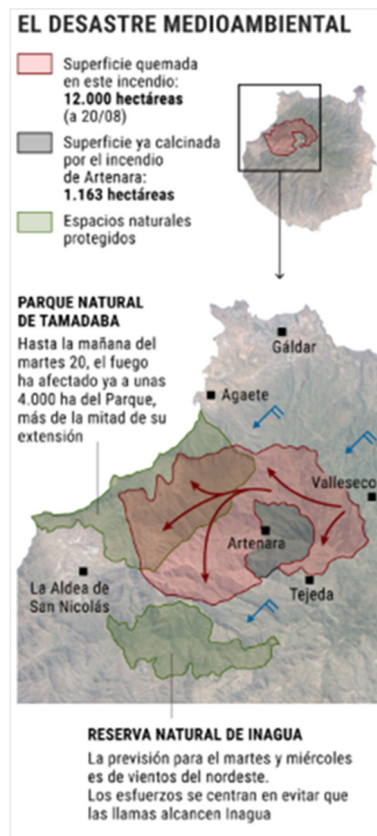 EL DESASTRE MEDIOAMBIENTAL
Superficie quemada
en este incendio:
12.000 hectáreas
(a 20/08)
Superficie ya calcinada
por el incendio
de Artenara:
1.163 hectáreas
Espacios naturales
protegidos
PARQUE NATURAL
DE TAMADABA
Hasta la mañana del
martes 20, el fuego
ha afectado ya a unas
4.000 ha del Parque,
más de la mitad de su
extensión
Gáldar
Agaete
Valleseco
Artenara
La Aldea de
San Nicolás
Tejeda
RESERVA NATURAL DE INAGUA
La previsión para el martes y miércoles
es de vientos del nordeste.
Los esfuerzos se centran en evitar que
las llamas alcancen Inagua